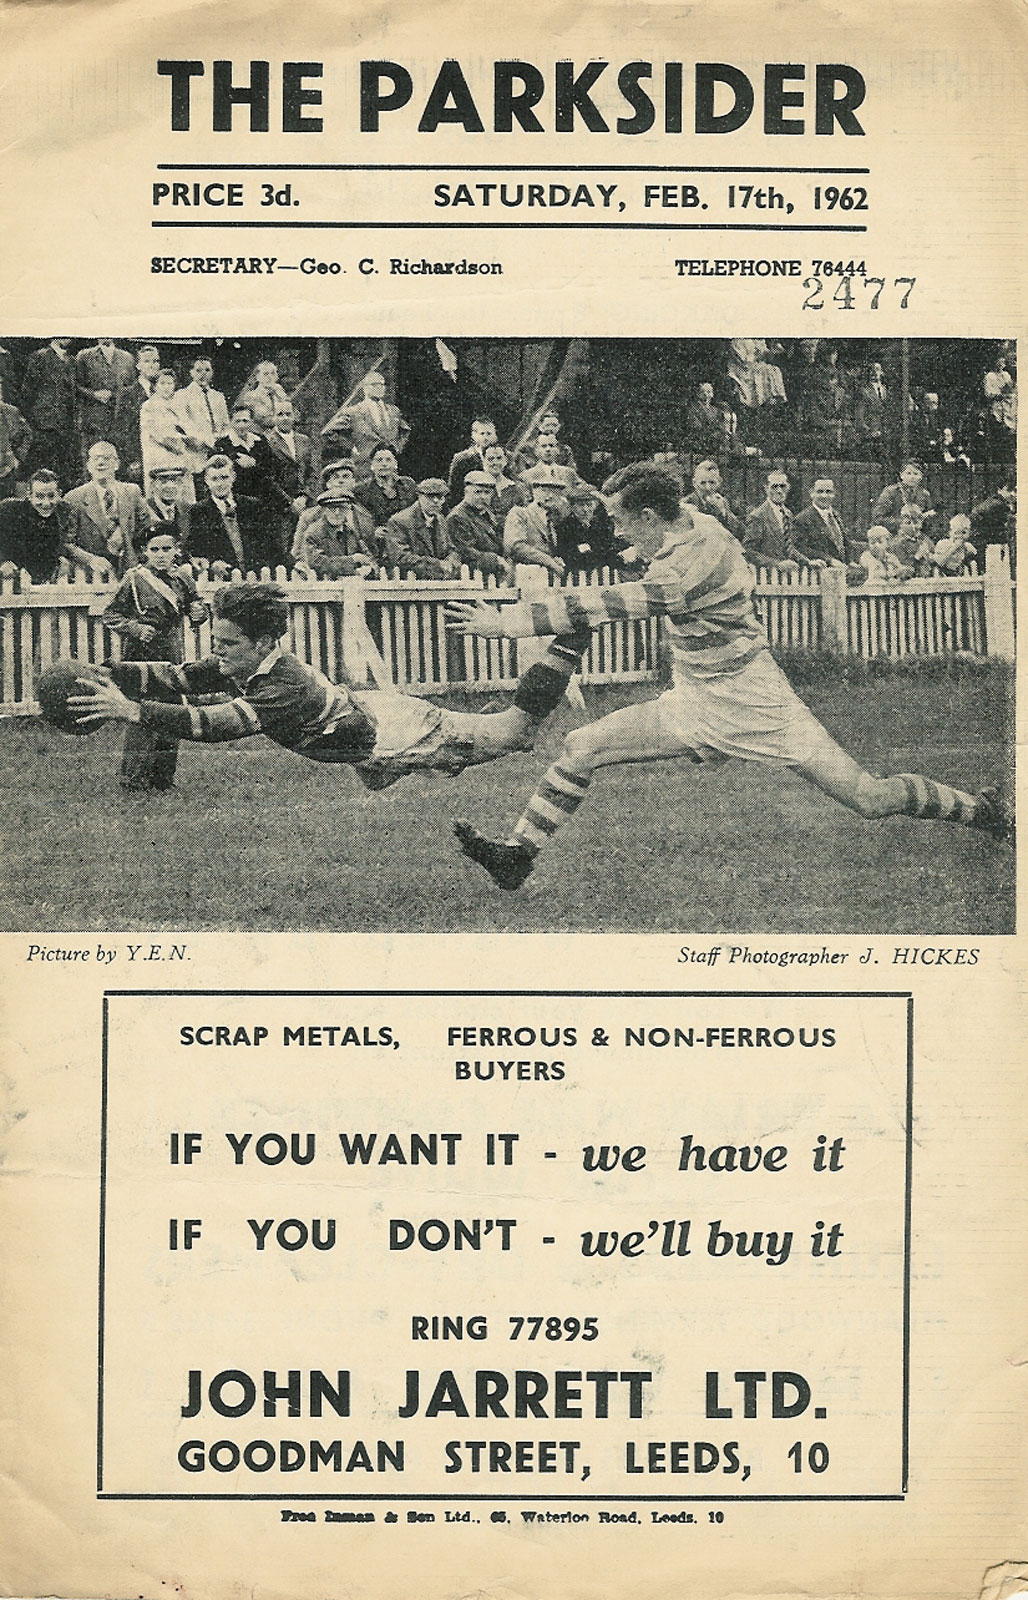 THE PARKSIDER
PRICE 3d. SATURDAY, FEB. 17th, 1962
SECRETARY—Geo. C. Richardson TELEPHONE 76444
2477
Picture by Y.E.N. Staff Photographer J. HICKES
SCRAP METALS, FERROUS & NON-FERROUS
BUYERS
IF YOU WANT IT - we have it
IF YOU DON'T - we'll buy it
RING 77895
JOHN JARRETT LTD.
GOODMAN STREET, LEEDS, 10
Fred Inman & Son Ltd., 65, Waterloo Road, Leeds. 10